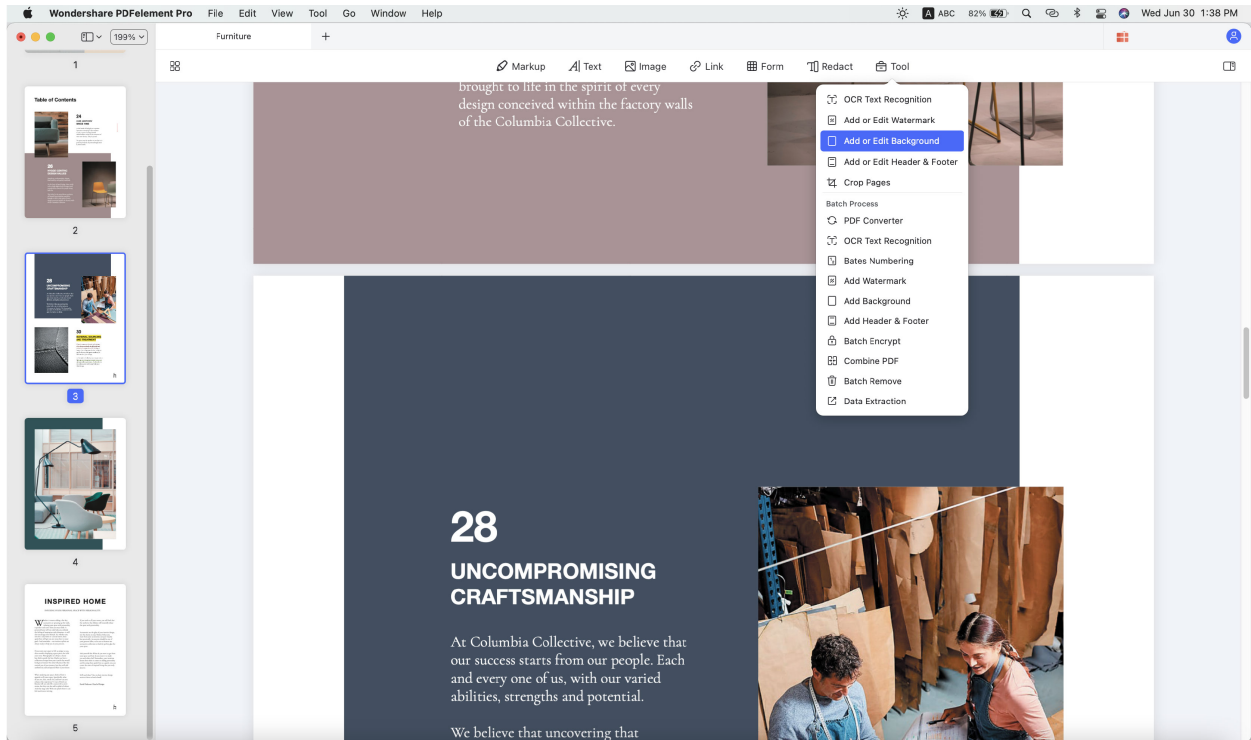 Wondershare PDFelement Pro File Edit View Tool Go Window Help
A ABC 82% Wed Jun 30 1:38 PM
199% Furniture +
Markup Text Image Link Form Redact Tool
1
Table of Contents
34
28
2
28
UNCOMPROMISING
CRAFTSMANSHIP
33
3
4
INSPIRED HOME
5
brought to life in the spirit of every
design conceived within the factory walls
of the Columbia Collective.
OCR Text Recognition
Add or Edit Watermark
Add or Edit Background
Add or Edit Header & Footer
Crop Pages
Batch Process
PDF Converter
OCR Text Recognition
Bates Numbering
Add Watermark
Add Background
Add Header & Footer
Batch Encrypt
Combine PDF
Batch Remove
Data Extraction
28
UNCOMPROMISING
CRAFTSMANSHIP
At Columbia Collective, we believe that
our success starts from our people. Each
and every one of us, with our varied
abilities, strengths and potential.
We believe that uncovering that